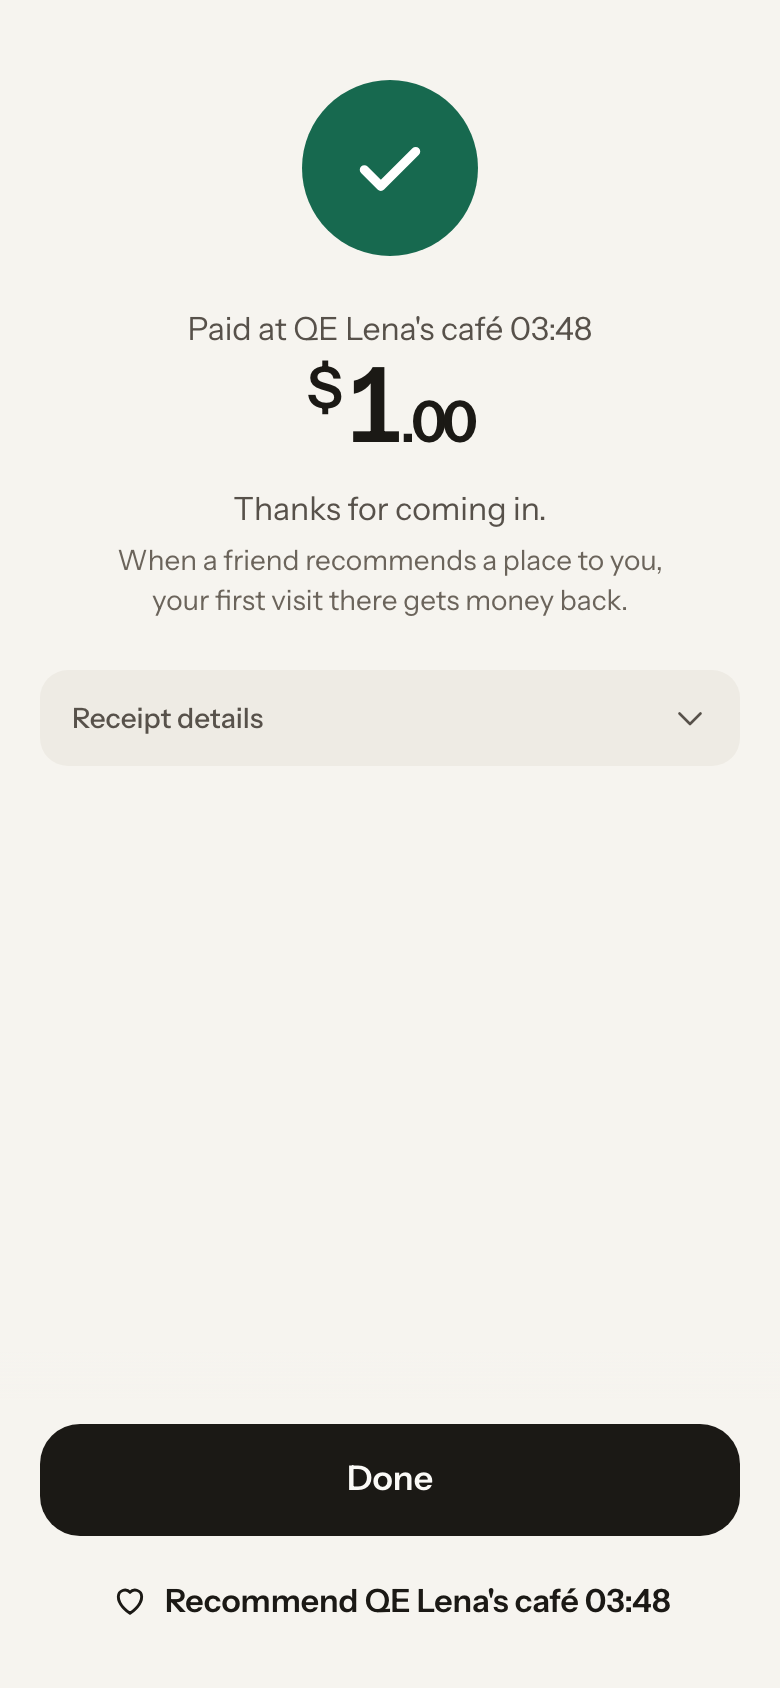 Paid at QE Lena's café 03:48
$1.00
Thanks for coming in.
When a friend recommends a place to you,
your first visit there gets money back.
Receipt details
Done
Recommend QE Lena's café 03:48